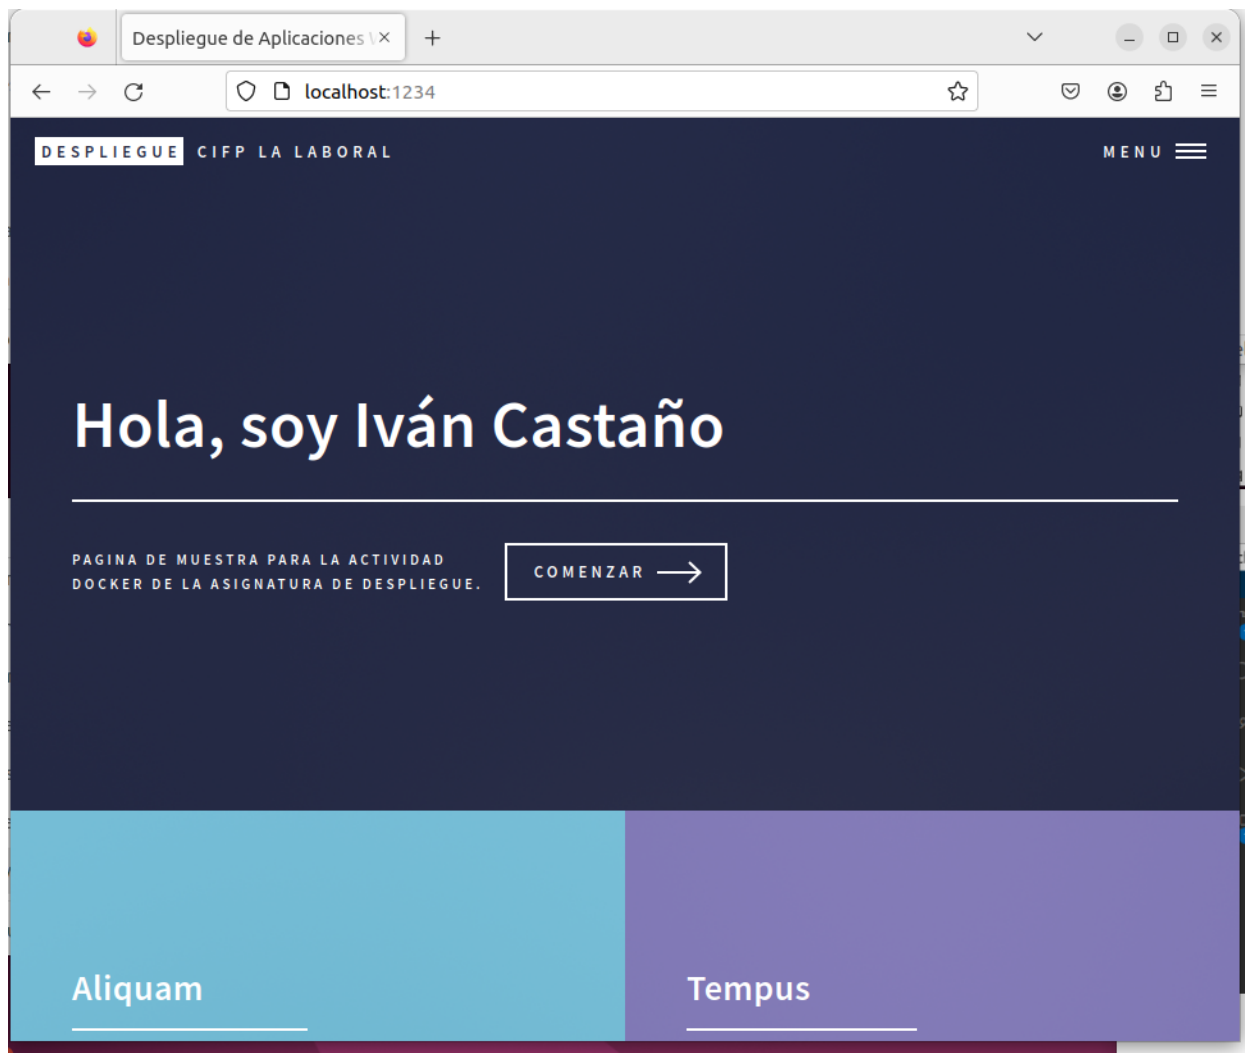 Despliegue de Aplicaciones
localhost:1234
DESPLIEGUE CIFP LA LABORAL
MENU
Hola, soy Iván Castaño
PAGINA DE MUESTRA PARA LA ACTIVIDAD
DOCKER DE LA ASIGNATURA DE DESPLIEGUE.
COMENZAR
Aliquam
Tempus